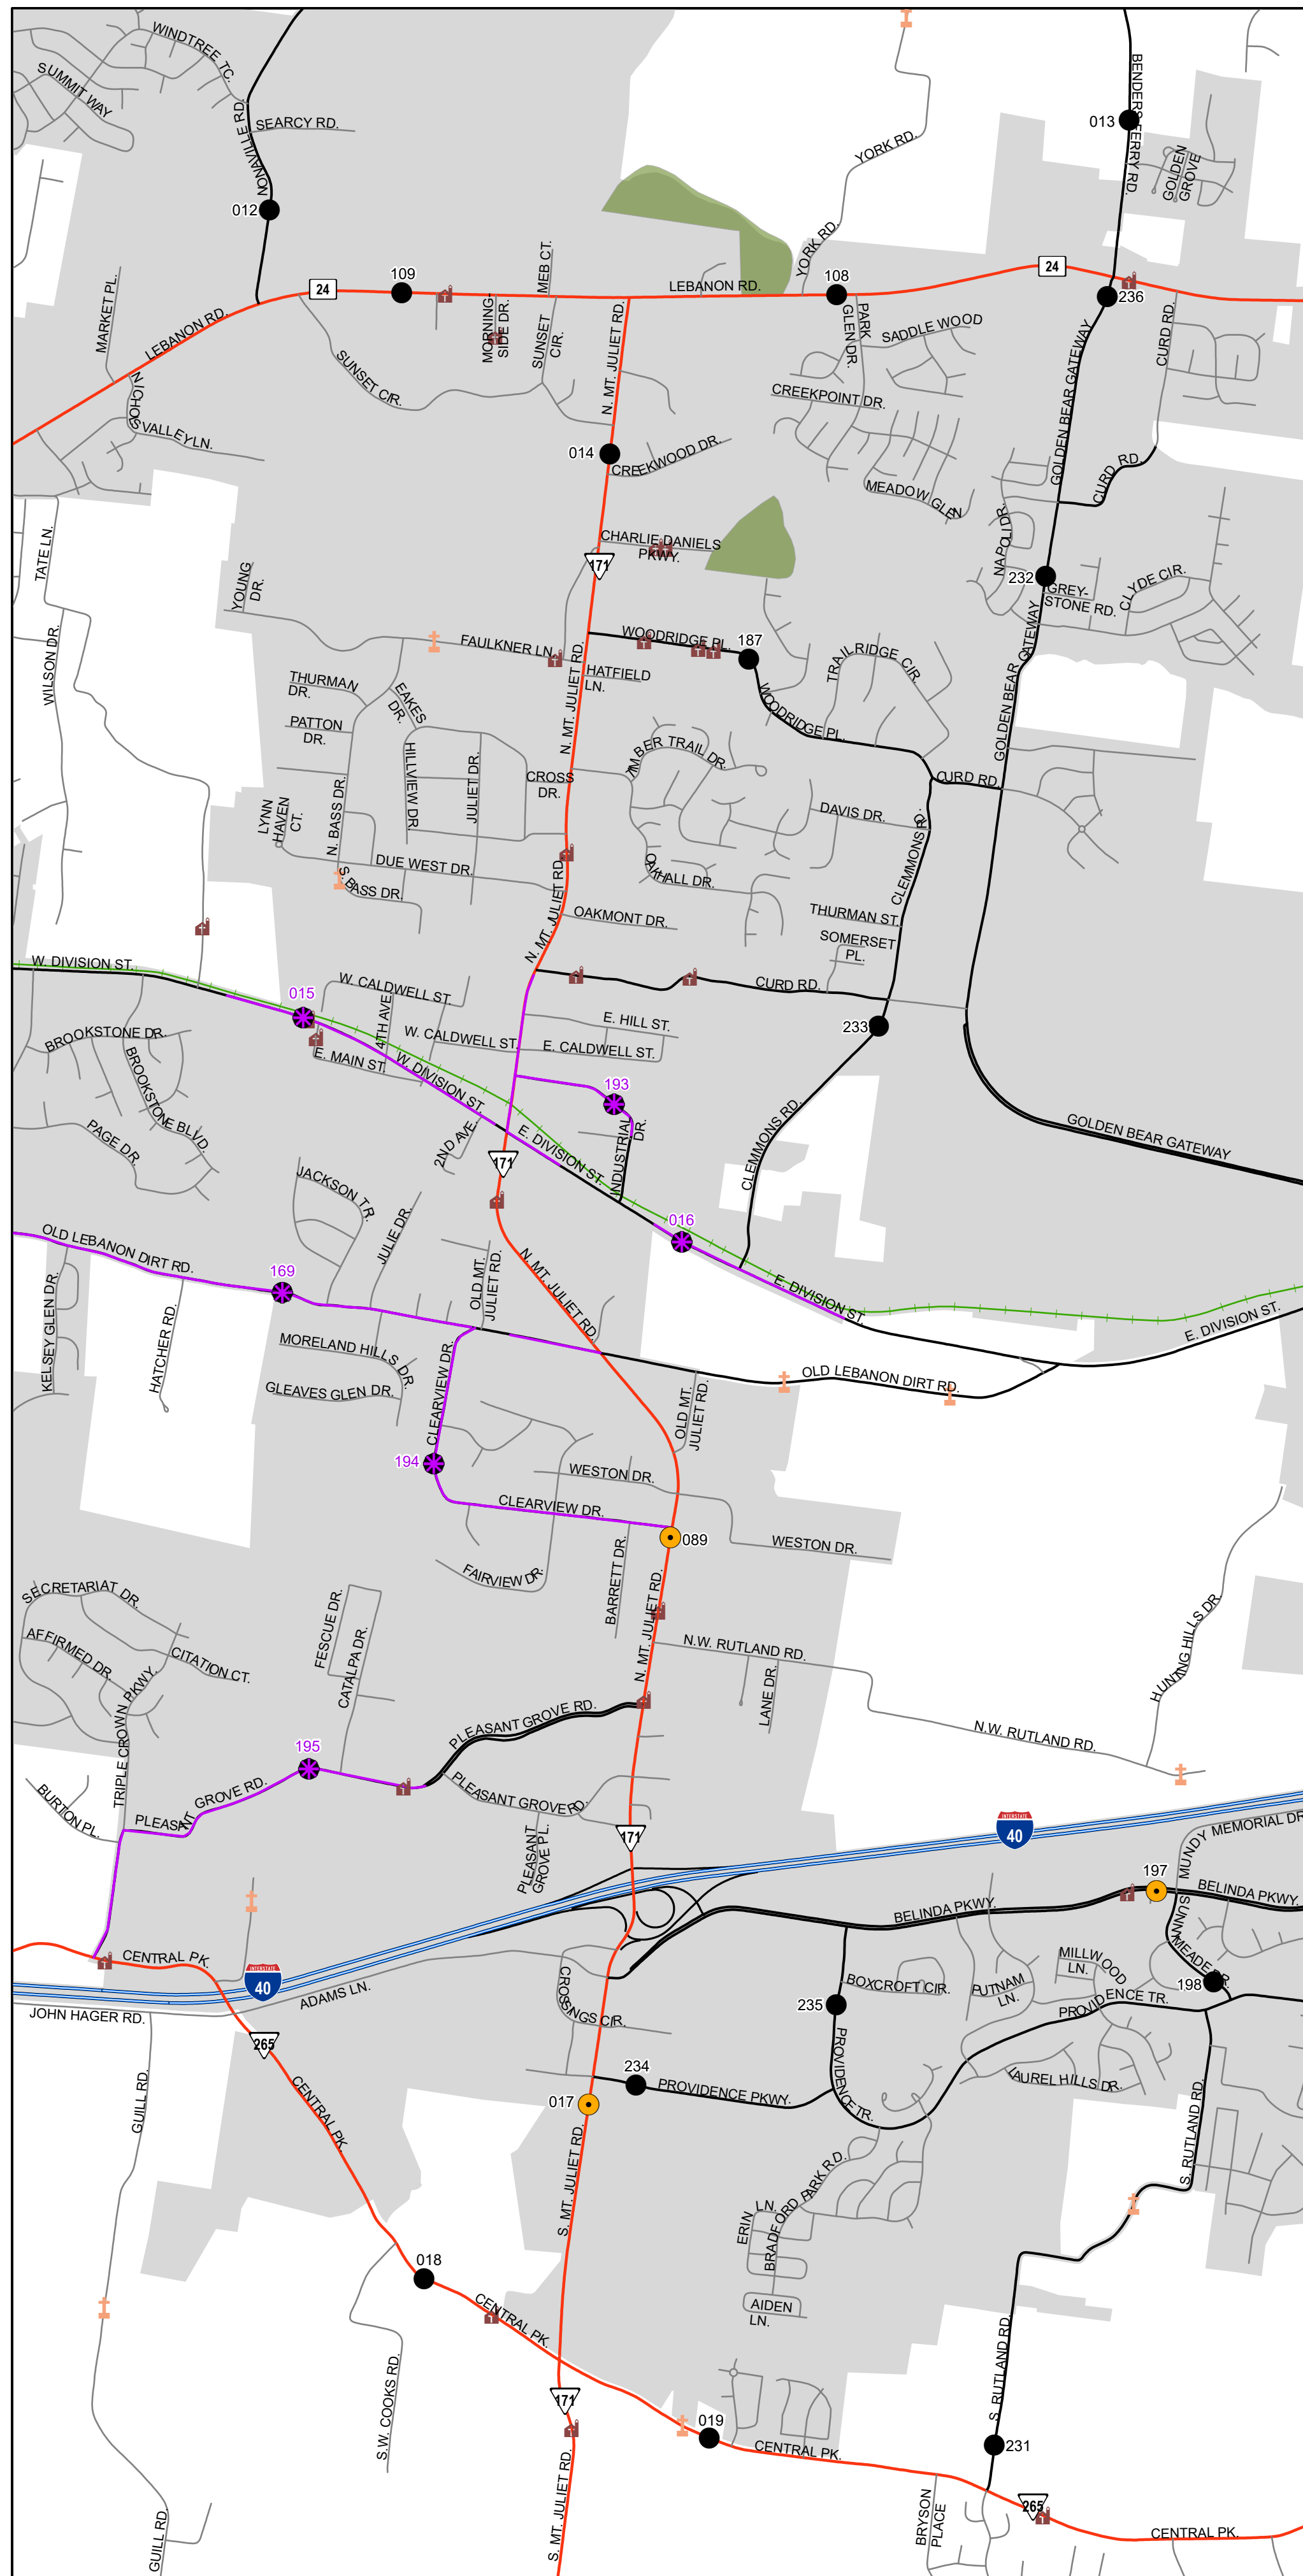 WINDTREE TC.
SUMMIT WAY
NONAVILLE RD.
SEARCY RD.
012
YORK RD.
YORK RD.
BENDERS FERRY RD.
013
GOLDEN
GROVE
MARKET PL.
LEBANON RD.
24
109
MEB CT.
MORNING-
SIDE DR.
SUNSET
CIR.
SUNSET CIR.
LEBANON RD.
108
24
236
N. MT. JULIET RD.
PARK
GLEN DR.
SADDLE WOOD
CREEKPOINT DR.
GOLDEN BEAR GATEWAY
CURD RD.
NICHOLS VALLEY LN.
014
CREEKWOOD DR.
MEADOW GLEN
CURD RD.
CHARLIE DANIELS
PKWY.
171
NAPOLI DR.
232
GREY-
STONE RD.
CLYDE CIR.
TATE LN.
YOUNG
DR.
WILSON DR.
FAULKNER LN.
WOODRIDGE PL.
187
TRAILRIDGE CIR.
GOLDEN BEAR GATEWAY
HATFIELD
LN.
N. MT. JULIET RD.
THURMAN
DR.
EAKES
DR.
PATTON
DR.
WOODRIDGE PL.
HILLVIEW DR.
JULIET DR.
CROSS
DR.
TIMBER TRAIL DR.
CURD RD.
LYNN
HAVEN
CT.
N. BASS DR.
DAVIS DR.
CLEMMONS RD.
DUE WEST DR.
S. BASS DR.
OAKHALL DR.
N. MT. JULIET RD.
OAKMONT DR.
THURMAN ST.
SOMERSET
PL.
W. DIVISION ST.
015
W. CALDWELL ST.
4TH AVE.
CURD RD.
E. HILL ST.
W. CALDWELL ST.
E. CALDWELL ST.
233
BROOKSTONE DR.
BROOKSTONE BLVD.
E. MAIN ST.
W. DIVISION ST.
193
INDUSTRIAL
DR.
PAGE DR.
2ND AVE.
E. DIVISION ST.
CLEMMONS RD.
GOLDEN BEAR GATEWAY
171
JACKSON TR.
JULIE DR.
016
OLD LEBANON DIRT RD.
169
OLD MT.
JULIET RD.
N. MT. JULIET RD.
E. DIVISION ST.
E. DIVISION ST.
KELSEY GLEN DR.
HATCHER RD.
MORELAND HILLS DR.
GLEAVES GLEN DR.
CLEARVIEW DR.
OLD MT.
JULIET RD.
OLD LEBANON DIRT RD.
194
WESTON DR.
CLEARVIEW DR.
089
WESTON DR.
BARRETT DR.
FAIRVIEW DR.
SECRETARIAT DR.
AFFIRMED DR.
CITATION CT.
FESCUE DR.
CATALPA DR.
N. MT. JULIET RD.
N.W. RUTLAND RD.
LANE DR.
HUNTING HILLS DR.
TRIPLE CROWN PKWY.
N.W. RUTLAND RD.
PLEASANT GROVE RD.
195
BURTON PL.
PLEASANT GROVE RD.
PLEASANT GROVE RD.
PLEASANT
GROVE PL.
171
INTERSTATE
40
MUNDY
MEMORIAL DR.
197
BELINDA PKWY.
BELINDA PKWY.
CENTRAL PK.
INTERSTATE
40
ADAMS LN.
JOHN HAGER RD.
265
CROSSINGS CIR.
BOXCROFT CIR.
PUTNAM
LN.
MILLWOOD
LN.
SUNNYMEADE DR.
198
PROVIDENCE TR.
235
PROVIDENCE TR.
LAUREL HILLS DR.
GUILL RD.
CENTRAL PK.
234
PROVIDENCE PKWY.
017
S. MT. JULIET RD.
S. RUTLAND RD.
ERIN LN.
BRADFORD PARK RD.
AIDEN
LN.
018
CENTRAL PK.
S.W. COOKS RD.
S. RUTLAND RD.
171
019
CENTRAL PK.
231
S. MT. JULIET RD.
BRYSON
PLACE
265
CENTRAL PK.
GUILL RD.